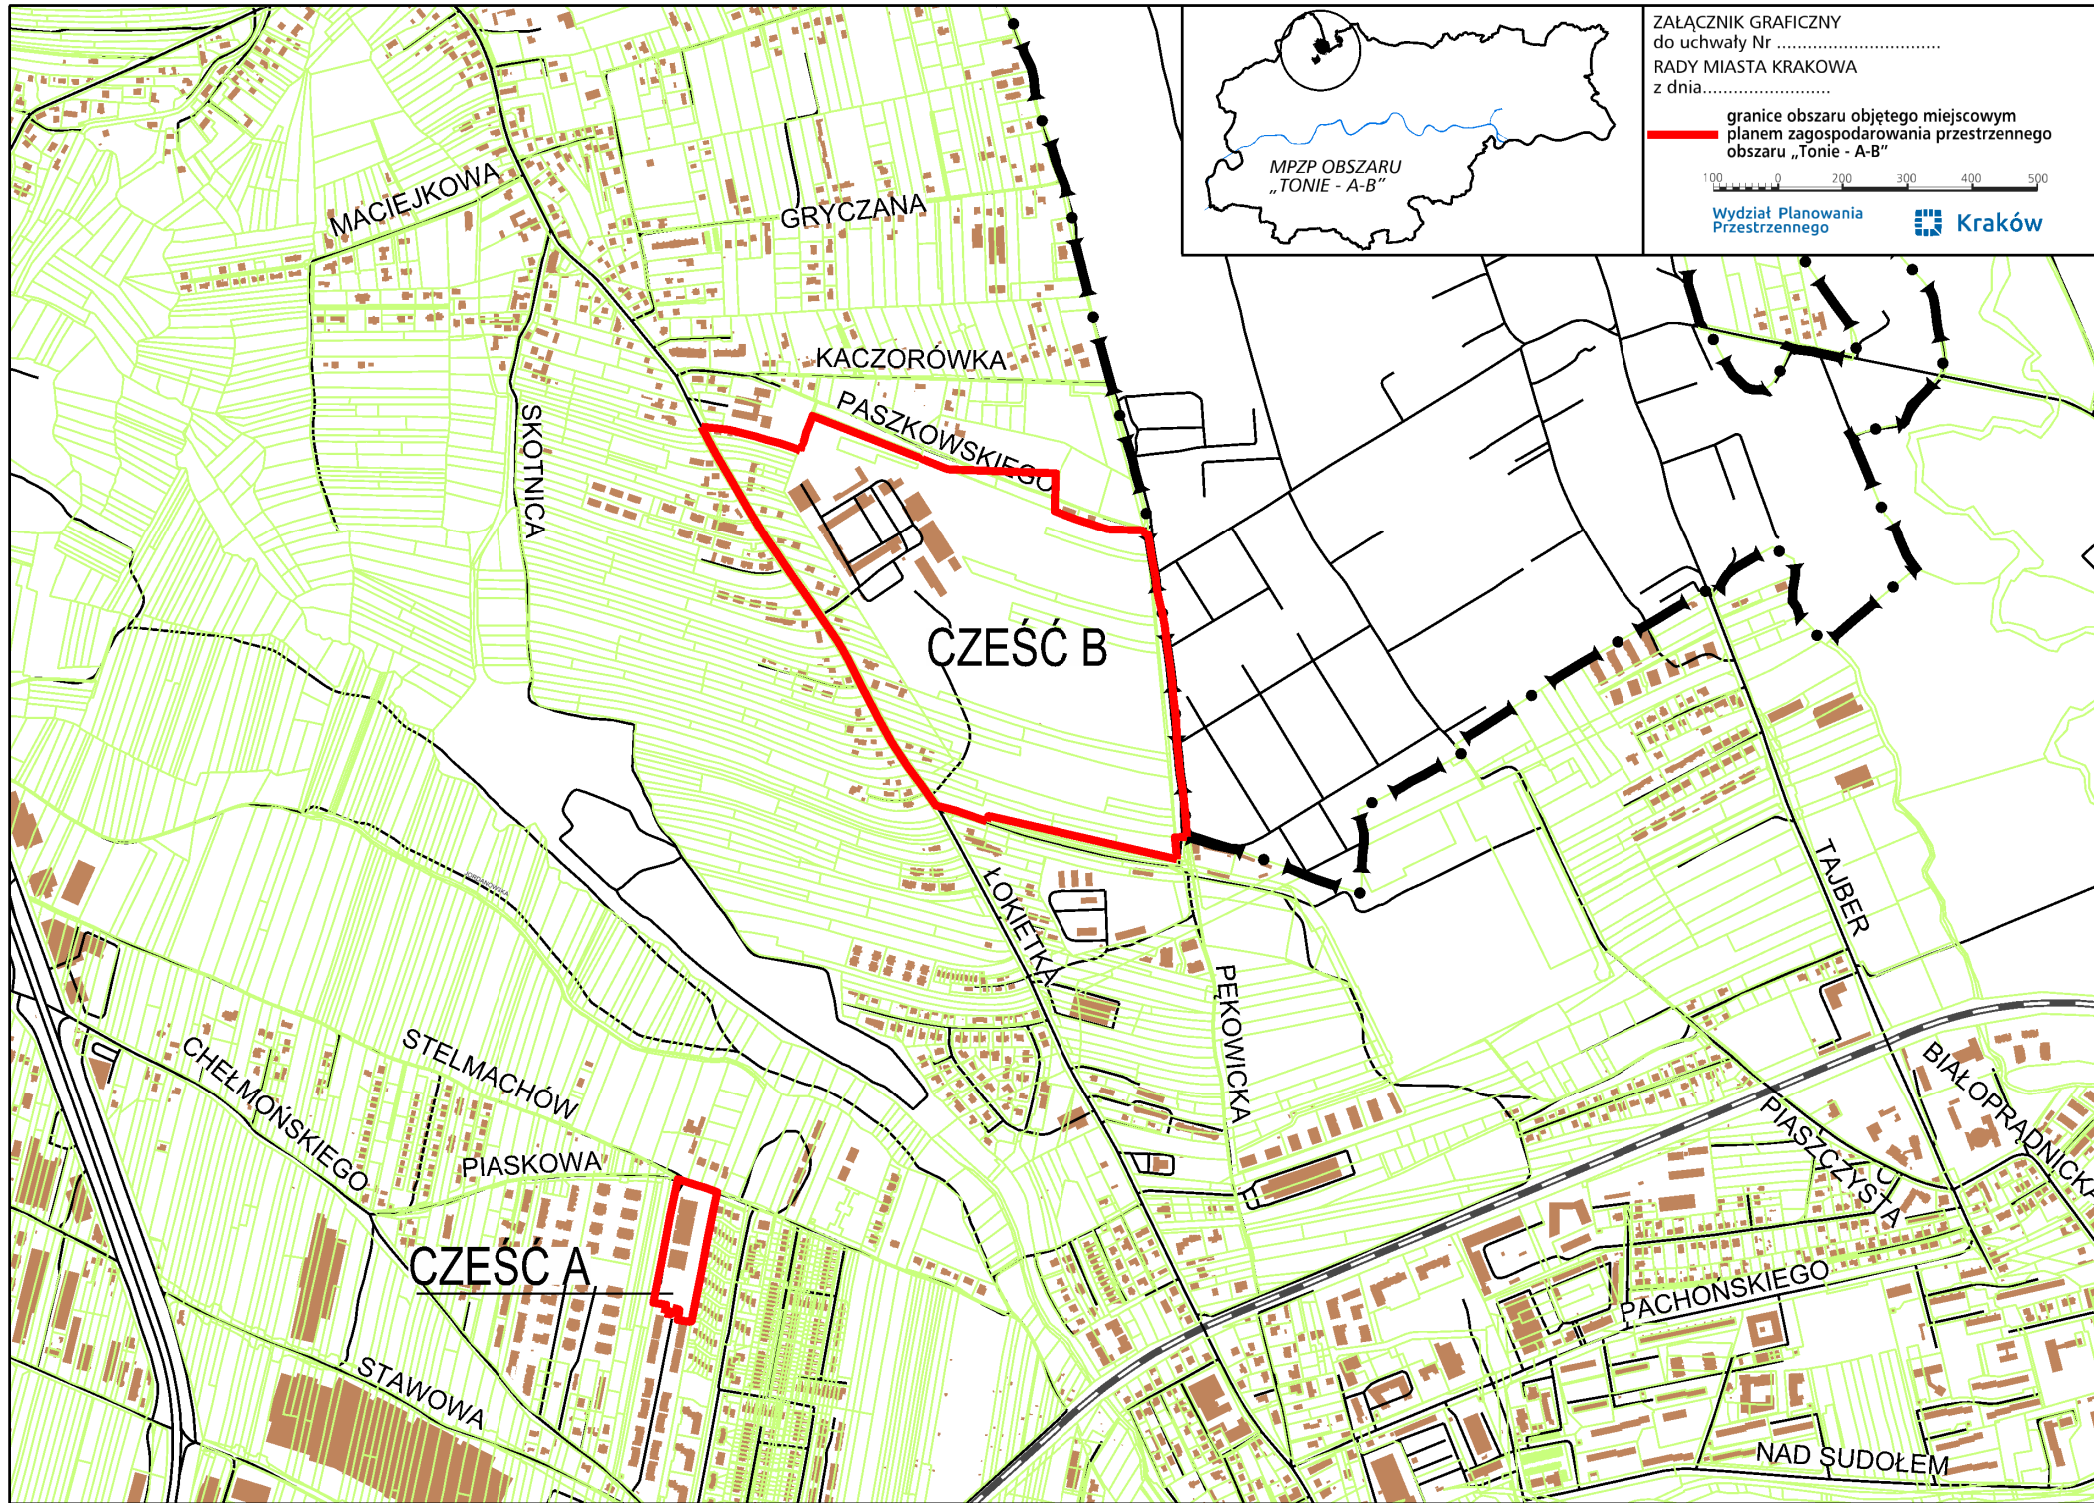 ZAŁĄCZNIK GRAFICZNY
do uchwały Nr ................................
RADY MIASTA KRAKOWA
z dnia.........................
granice obszaru objętego miejscowym
planem zagospodarowania przestrzennego
obszaru „Tonie - A-B”
100 0 200 300 400 500
Wydział Planowania
Przestrzennego
Kraków
MPZP OBSZARU
„TONIE - A-B”
MACIEJKOWA
GRYCZANA
KACZORÓWKA
PASZKOWSKIEGO
SKOTNICA
CZEŚĆ B
TAJBER
JORDANOWSKA
ŁOKIETKA
PĘKOWICKA
STELMACHÓW
CHEŁMOŃSKIEGO
BIAŁOPRĄDNICKA
PIASZCZYSTA
PIASKOWA
CZEŚĆ A
PACHOŃSKIEGO
STAWOWA
NAD SUDOŁEM